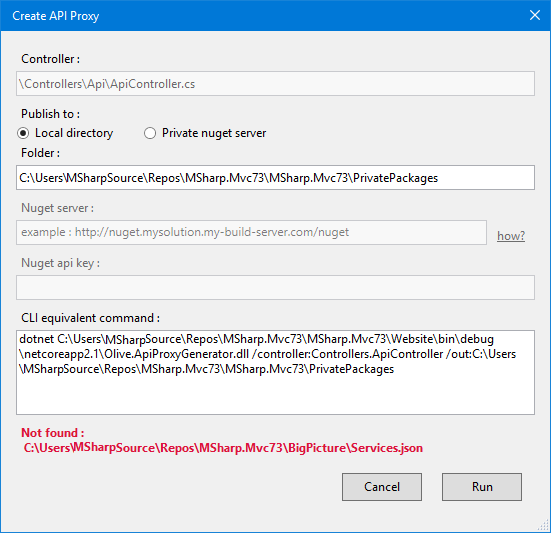 Create API Proxy
Controller :
\Controllers\Api\ApiController.cs
Publish to :
Local directory
Private nuget server
Folder :
C:\Users\MSharpSource\Repos\MSharp.Mvc73\MSharp.Mvc73\PrivatePackages
Nuget server :
example : http://nuget.mysolution.my-build-server.com/nuget
how?
Nuget api key :
CLI equivalent command :
dotnet C:\Users\MSharpSource\Repos\MSharp.Mvc73\MSharp.Mvc73\Website\bin\debug
\netcoreapp2.1\Olive.ApiProxyGenerator.dll /controller:Controllers.ApiController /out:C:\Users
\MSharpSource\Repos\MSharp.Mvc73\MSharp.Mvc73\PrivatePackages
Not found :
C:\Users\MSharpSource\Repos\MSharp.Mvc73\BigPicture\Services.json
Cancel
Run